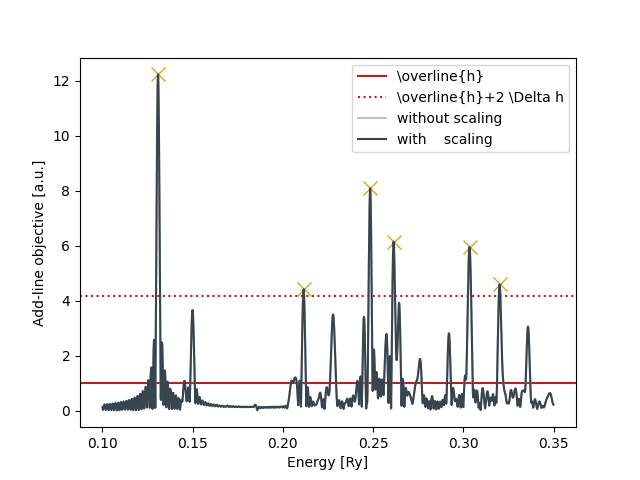 \overline{h}
\overline{h}+2 \Delta h
without scaling
with    scaling
Add-line objective [a.u.]
12
10
8
6
4
2
0
0.10 0.15 0.20 0.25 0.30 0.35
Energy [Ry]